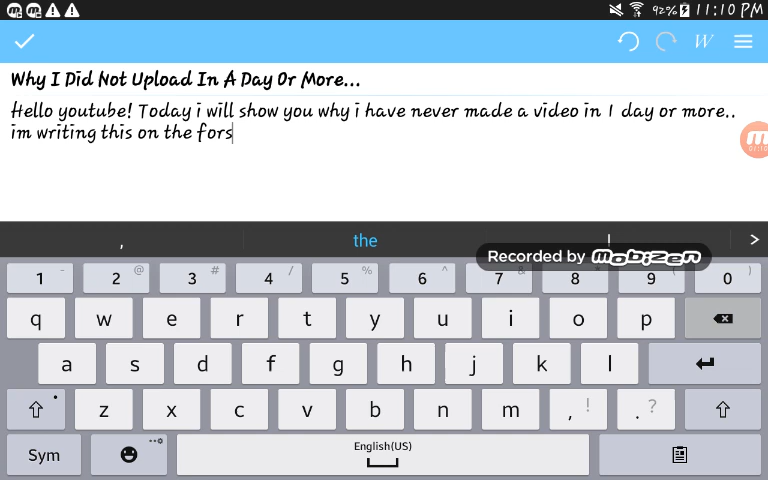 92% 11:10 PM
W
Why I Did Not Upload In A Day Or More...
Hello youtube! Today i will show you why i have never made a video in 1 day or more..
im writing this on the fors
, the !
Recorded by mobizen
1 - 2 @ 3 # 4 / 5 % 6 ^ 7 & 8 * 9 ( 0 )
q w e r t y u i o p
a s d f g h j k l
z x c v b n m , ! . ?
Sym English(US)